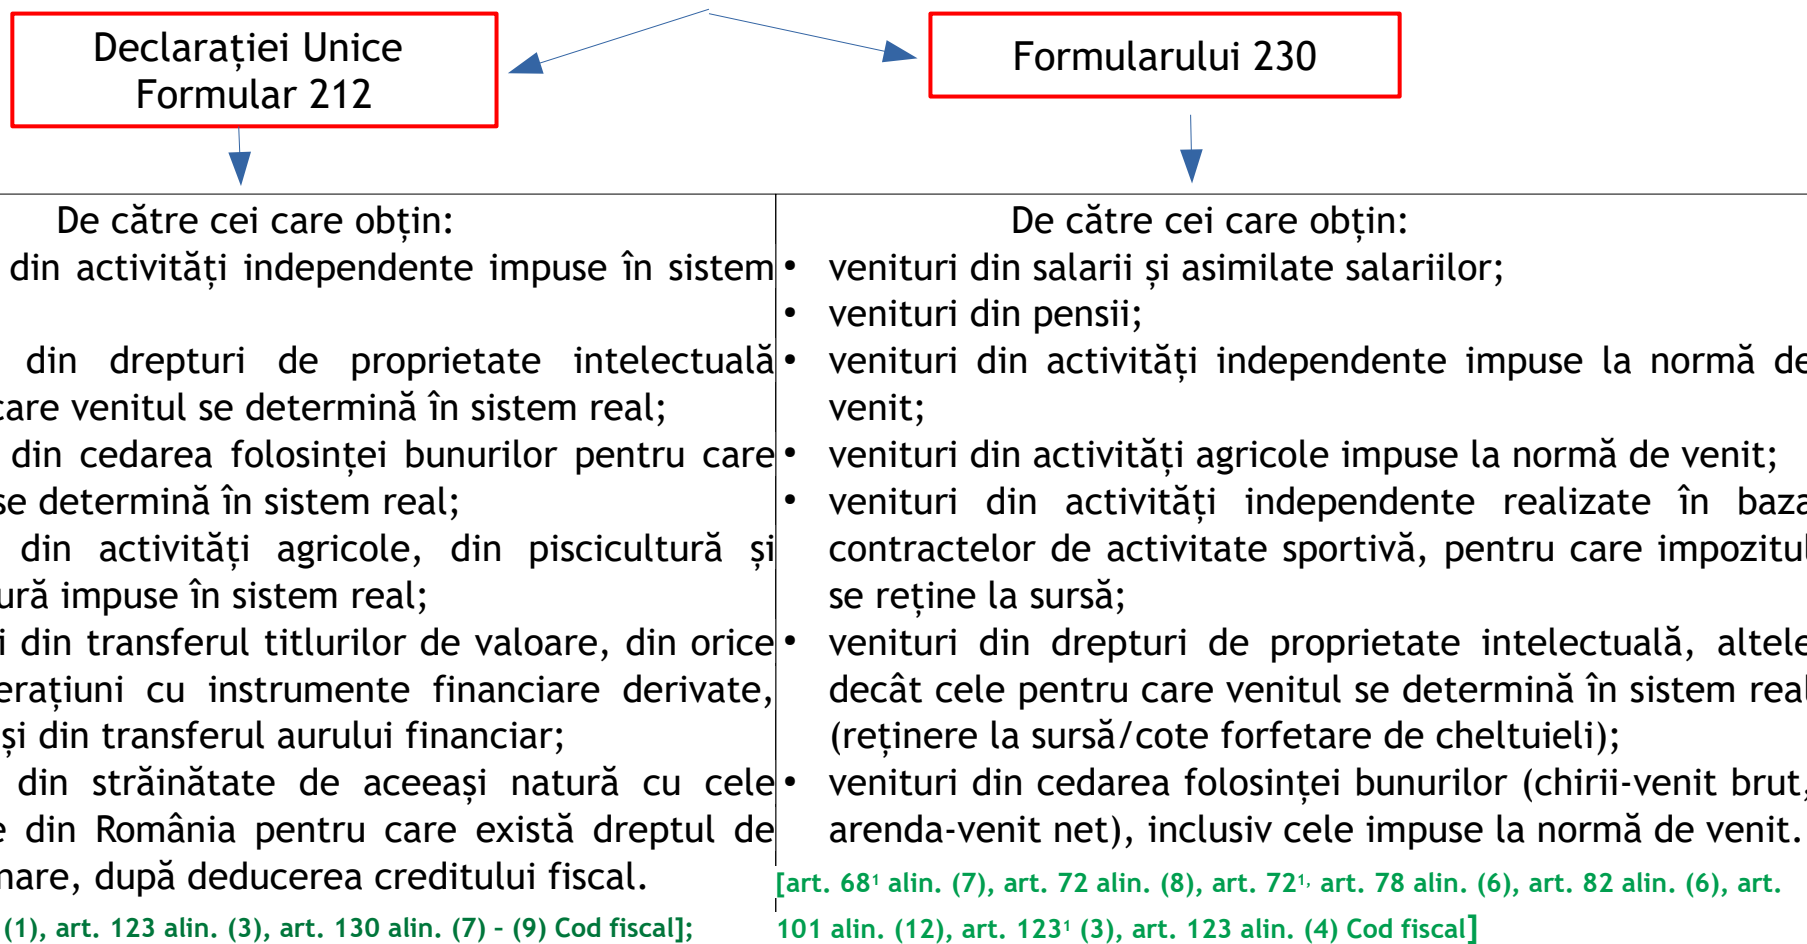 Declarației Unice
Formular 212
Formularului 230
De către cei care obțin:
din activități independente impuse în sistem
din drepturi de proprietate intelectuală
care venitul se determină în sistem real;
din cedarea folosinței bunurilor pentru care
se determină în sistem real;
din activități agricole, din piscicultură și
ură impuse în sistem real;
i din transferul titlurilor de valoare, din orice
erațiuni cu instrumente financiare derivate,
și din transferul aurului financiar;
din străinătate de aceeași natură cu cele
e din România pentru care există dreptul de
nare, după deducerea creditului fiscal.
(1), art. 123 alin. (3), art. 130 alin. (7) - (9) Cod fiscal];
De către cei care obțin:
• venituri din salarii și asimilate salariilor;
• venituri din pensii;
• venituri din activități independente impuse la normă de
venit;
• venituri din activități agricole impuse la normă de venit;
• venituri din activități independente realizate în baza
contractelor de activitate sportivă, pentru care impozitul
se reține la sursă;
• venituri din drepturi de proprietate intelectuală, altele
decât cele pentru care venitul se determină în sistem real
(reținere la sursă/cote forfetare de cheltuieli);
• venituri din cedarea folosinței bunurilor (chirii-venit brut,
arenda-venit net), inclusiv cele impuse la normă de venit.
[art. 68¹ alin. (7), art. 72 alin. (8), art. 72¹, art. 78 alin. (6), art. 82 alin. (6), art.
101 alin. (12), art. 123¹ (3), art. 123 alin. (4) Cod fiscal]